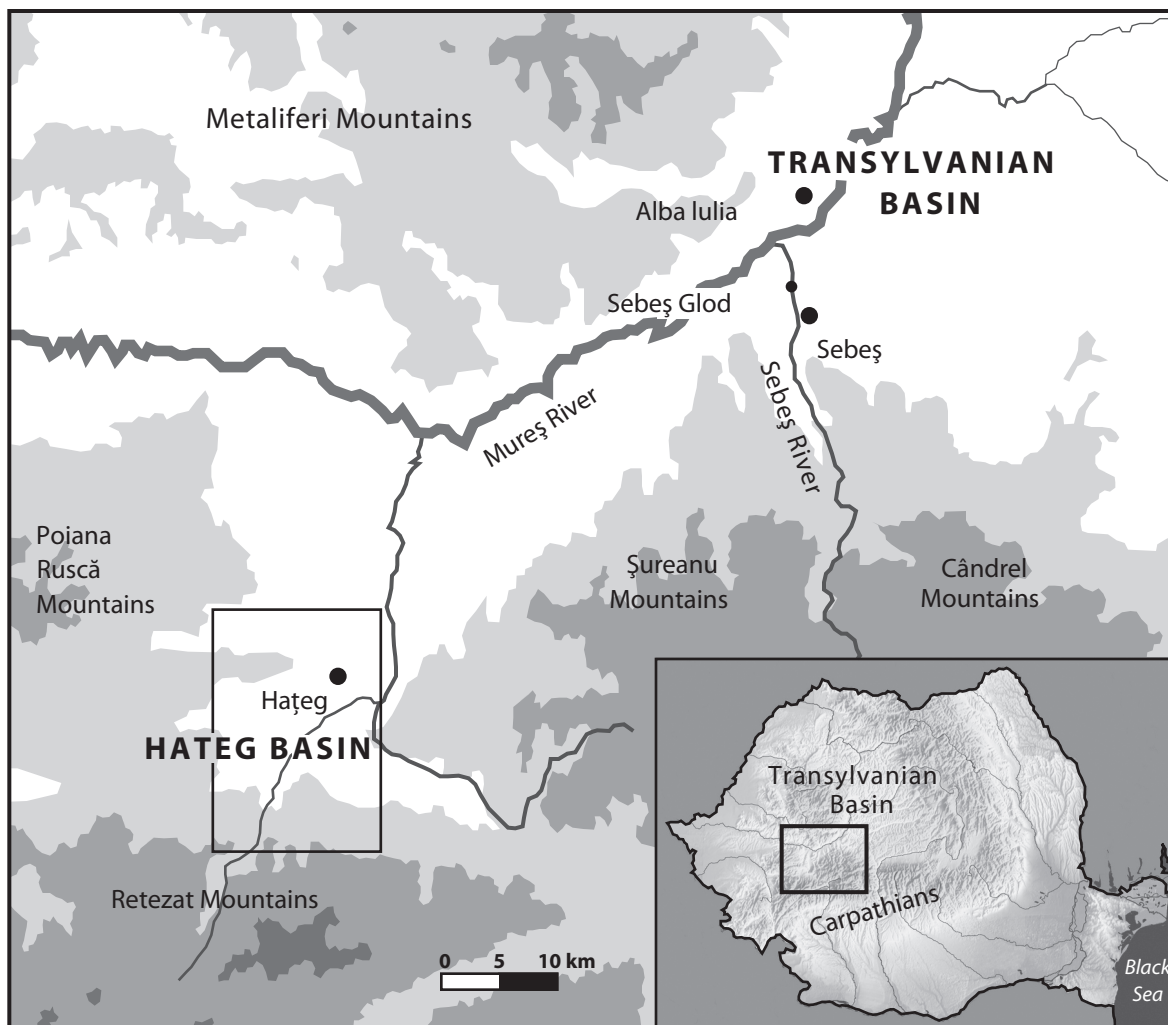 Metaliferi Mountains
TRANSYLVANIAN
BASIN
Alba Iulia
Sebeş Glod
Sebeş
Mureş River
Sebeş River
Poiana
Ruscă
Mountains
Şureanu
Mountains
Cândrel
Mountains
Haţeg
HATEG BASIN
Retezat Mountains
0 5 10 km
Transylvanian
Basin
Carpathians
Black
Sea